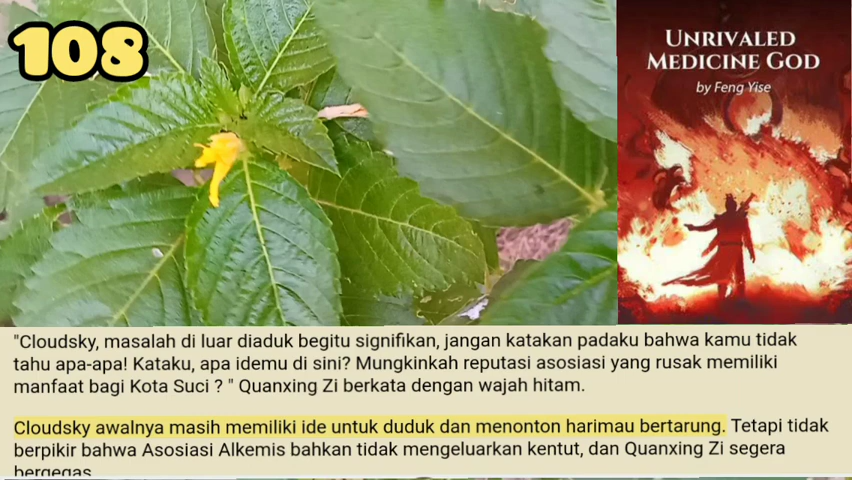 108
UNRIVALED
MEDICINE GOD
by Feng Yise
"Cloudsky, masalah di luar diaduk begitu signifikan, jangan katakan padaku bahwa kamu tidak
tahu apa-apa! Kataku, apa idemu di sini? Mungkinkah reputasi asosiasi yang rusak memiliki
manfaat bagi Kota Suci ? " Quanxing Zi berkata dengan wajah hitam.
Cloudsky awalnya masih memiliki ide untuk duduk dan menonton harimau bertarung. Tetapi tidak
berpikir bahwa Asosiasi Alkemis bahkan tidak mengeluarkan kentut, dan Quanxing Zi segera
bergegas